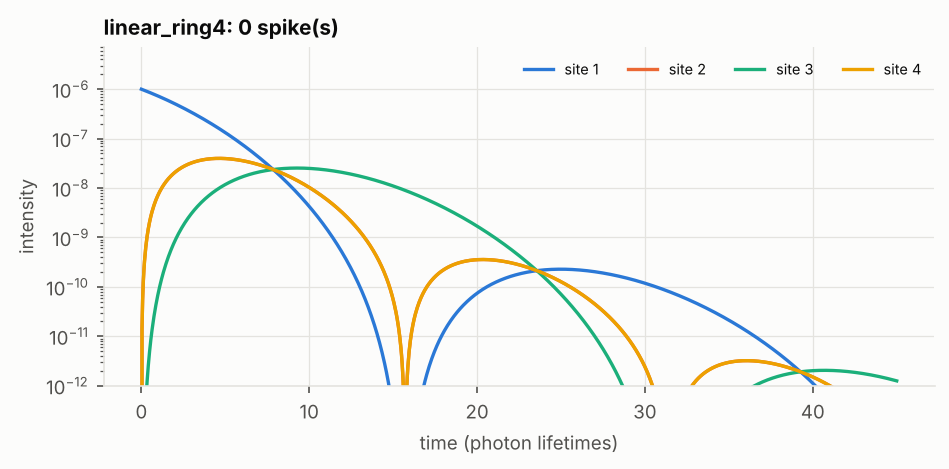 linear_ring4: 0 spike(s)
site 1 site 2 site 3 site 4
10⁻⁶
10⁻⁷
10⁻⁸
10⁻⁹
10⁻¹⁰
10⁻¹¹
10⁻¹²
intensity
0 10 20 30 40
time (photon lifetimes)